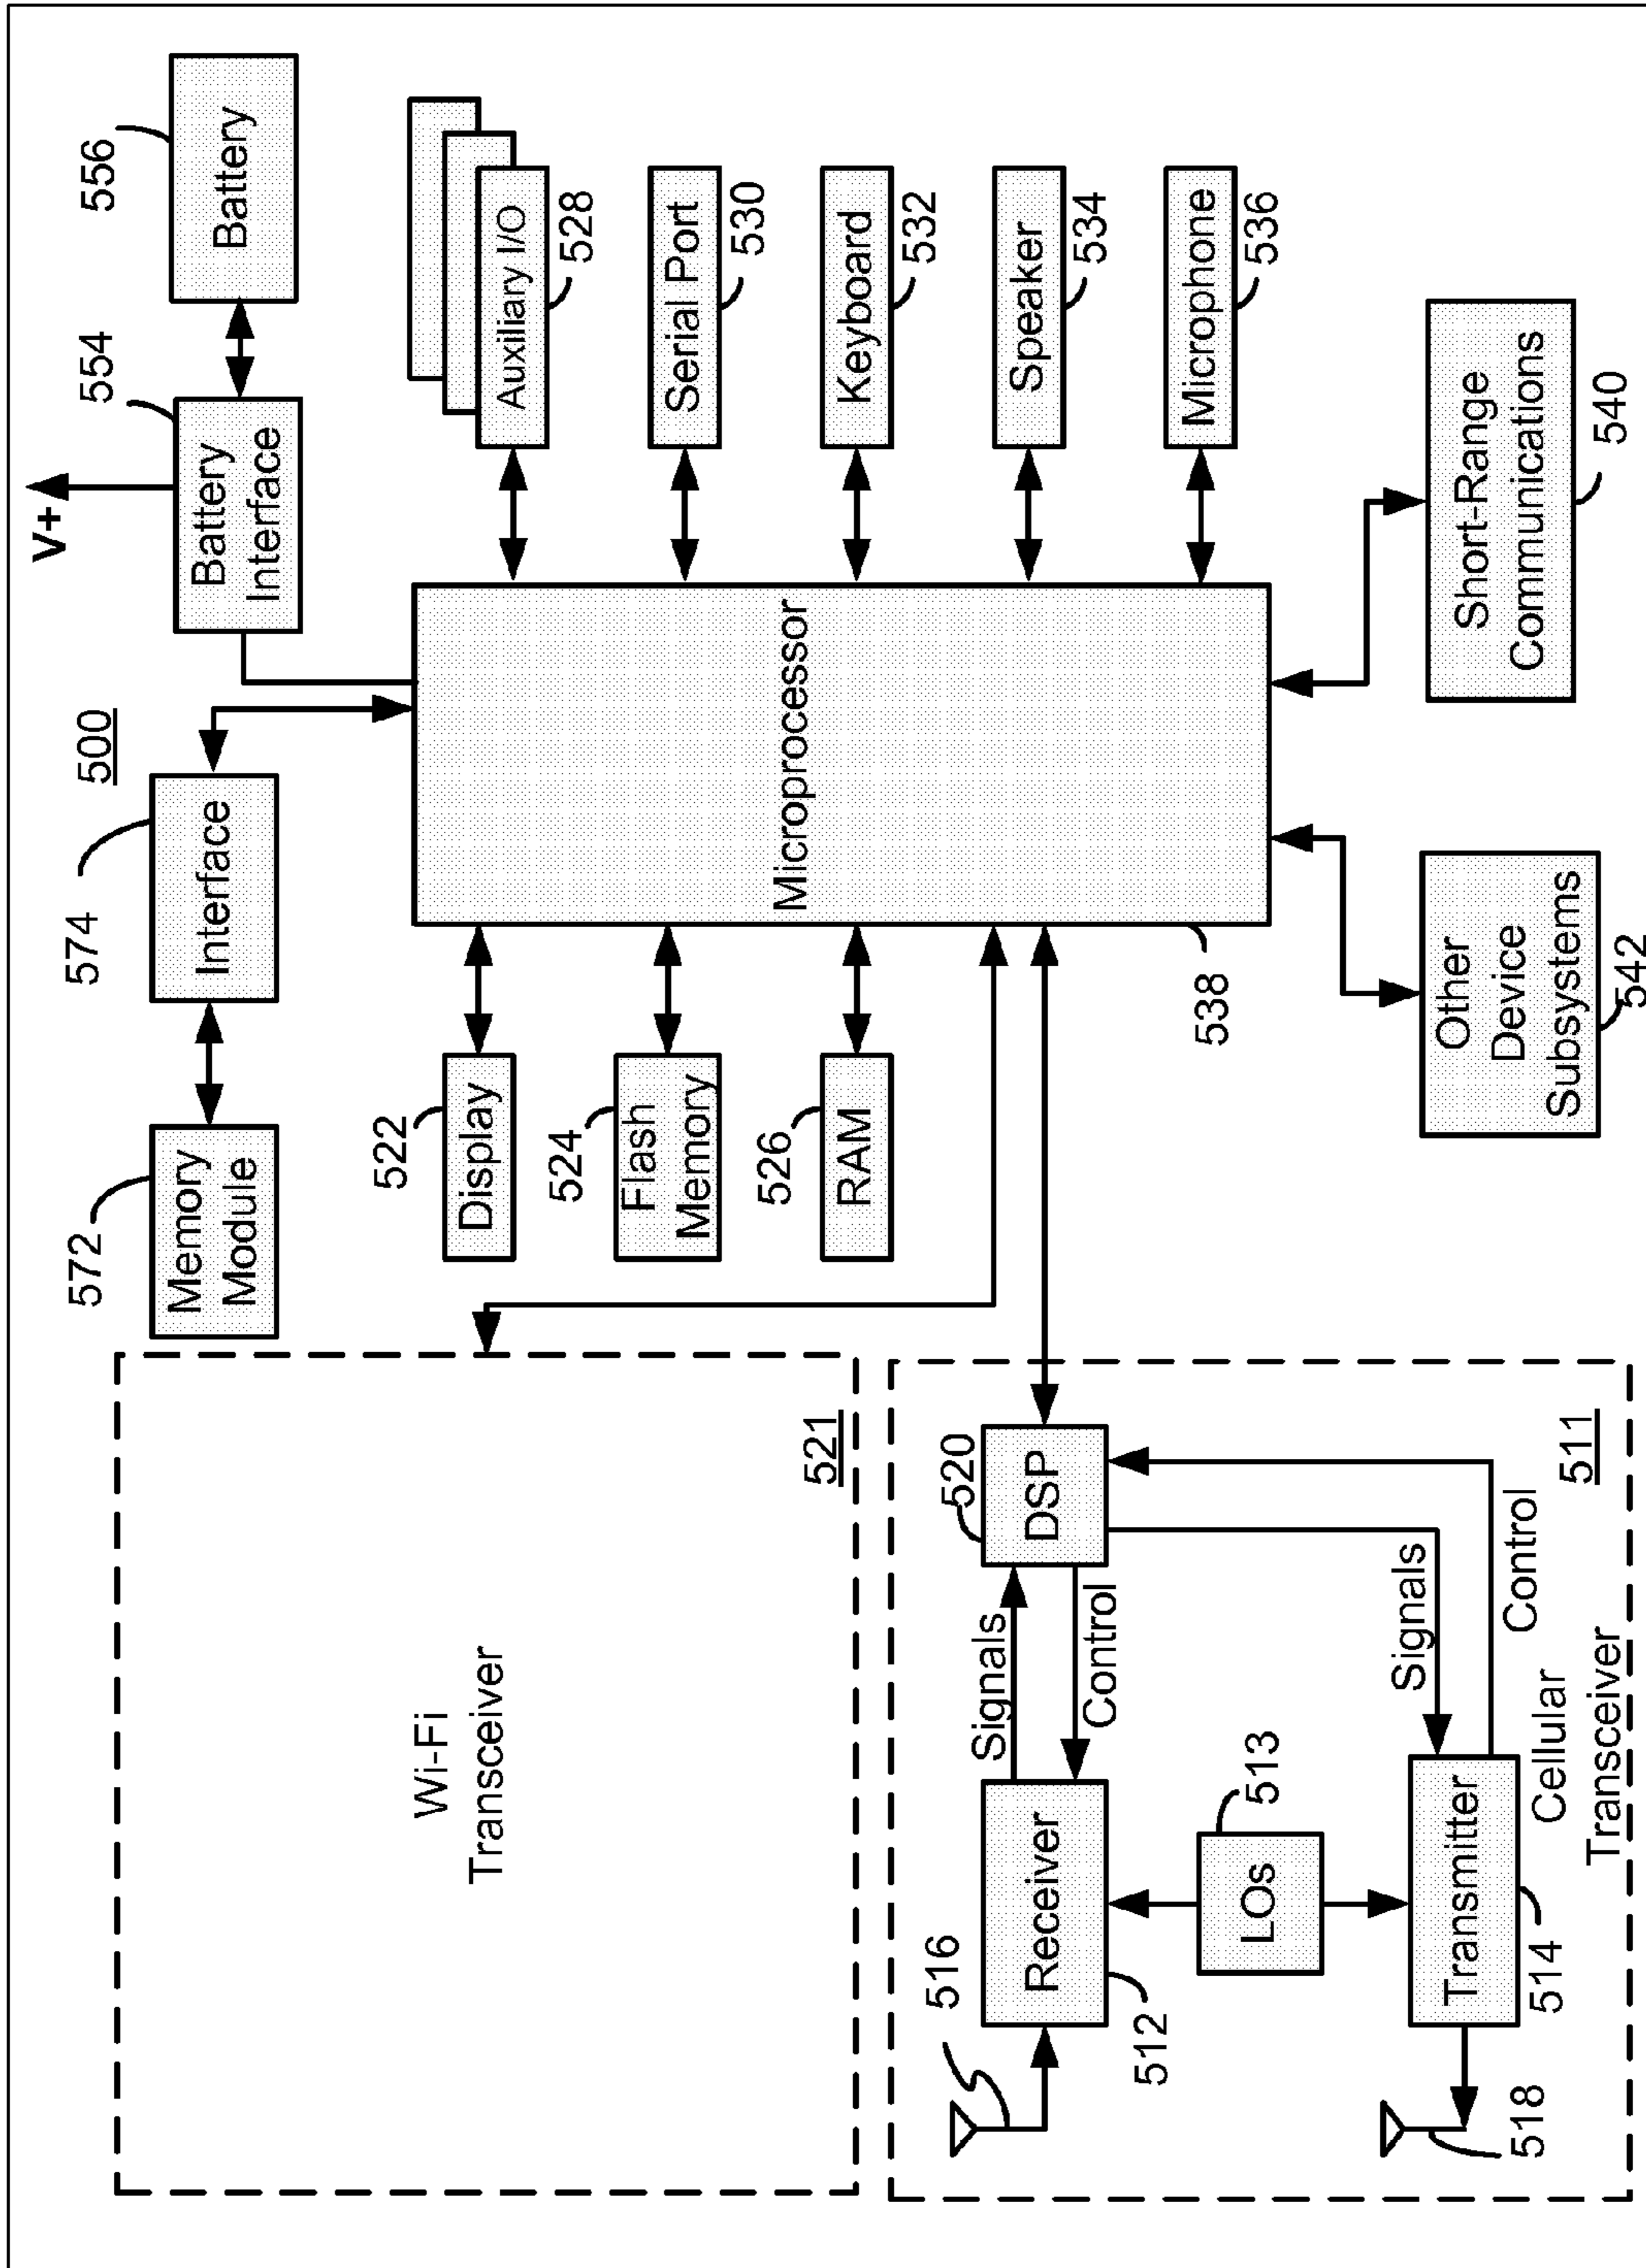 V+
556
Battery
554
Battery
Interface
500
574
Interface
572
Memory
Module
Auxiliary I/O
528
Serial Port
530
Keyboard
532
Speaker
534
Microphone
536
Microprocessor
538
522
Display
524
Flash
Memory
526
RAM
Short-Range
Communications
540
Other
Device
Subsystems
542
Wi-Fi
Transceiver
521
520
DSP
Signals
Control
Signals
Control
511
Cellular
Transceiver
516
Receiver
512
513
LOs
Transmitter
514
518